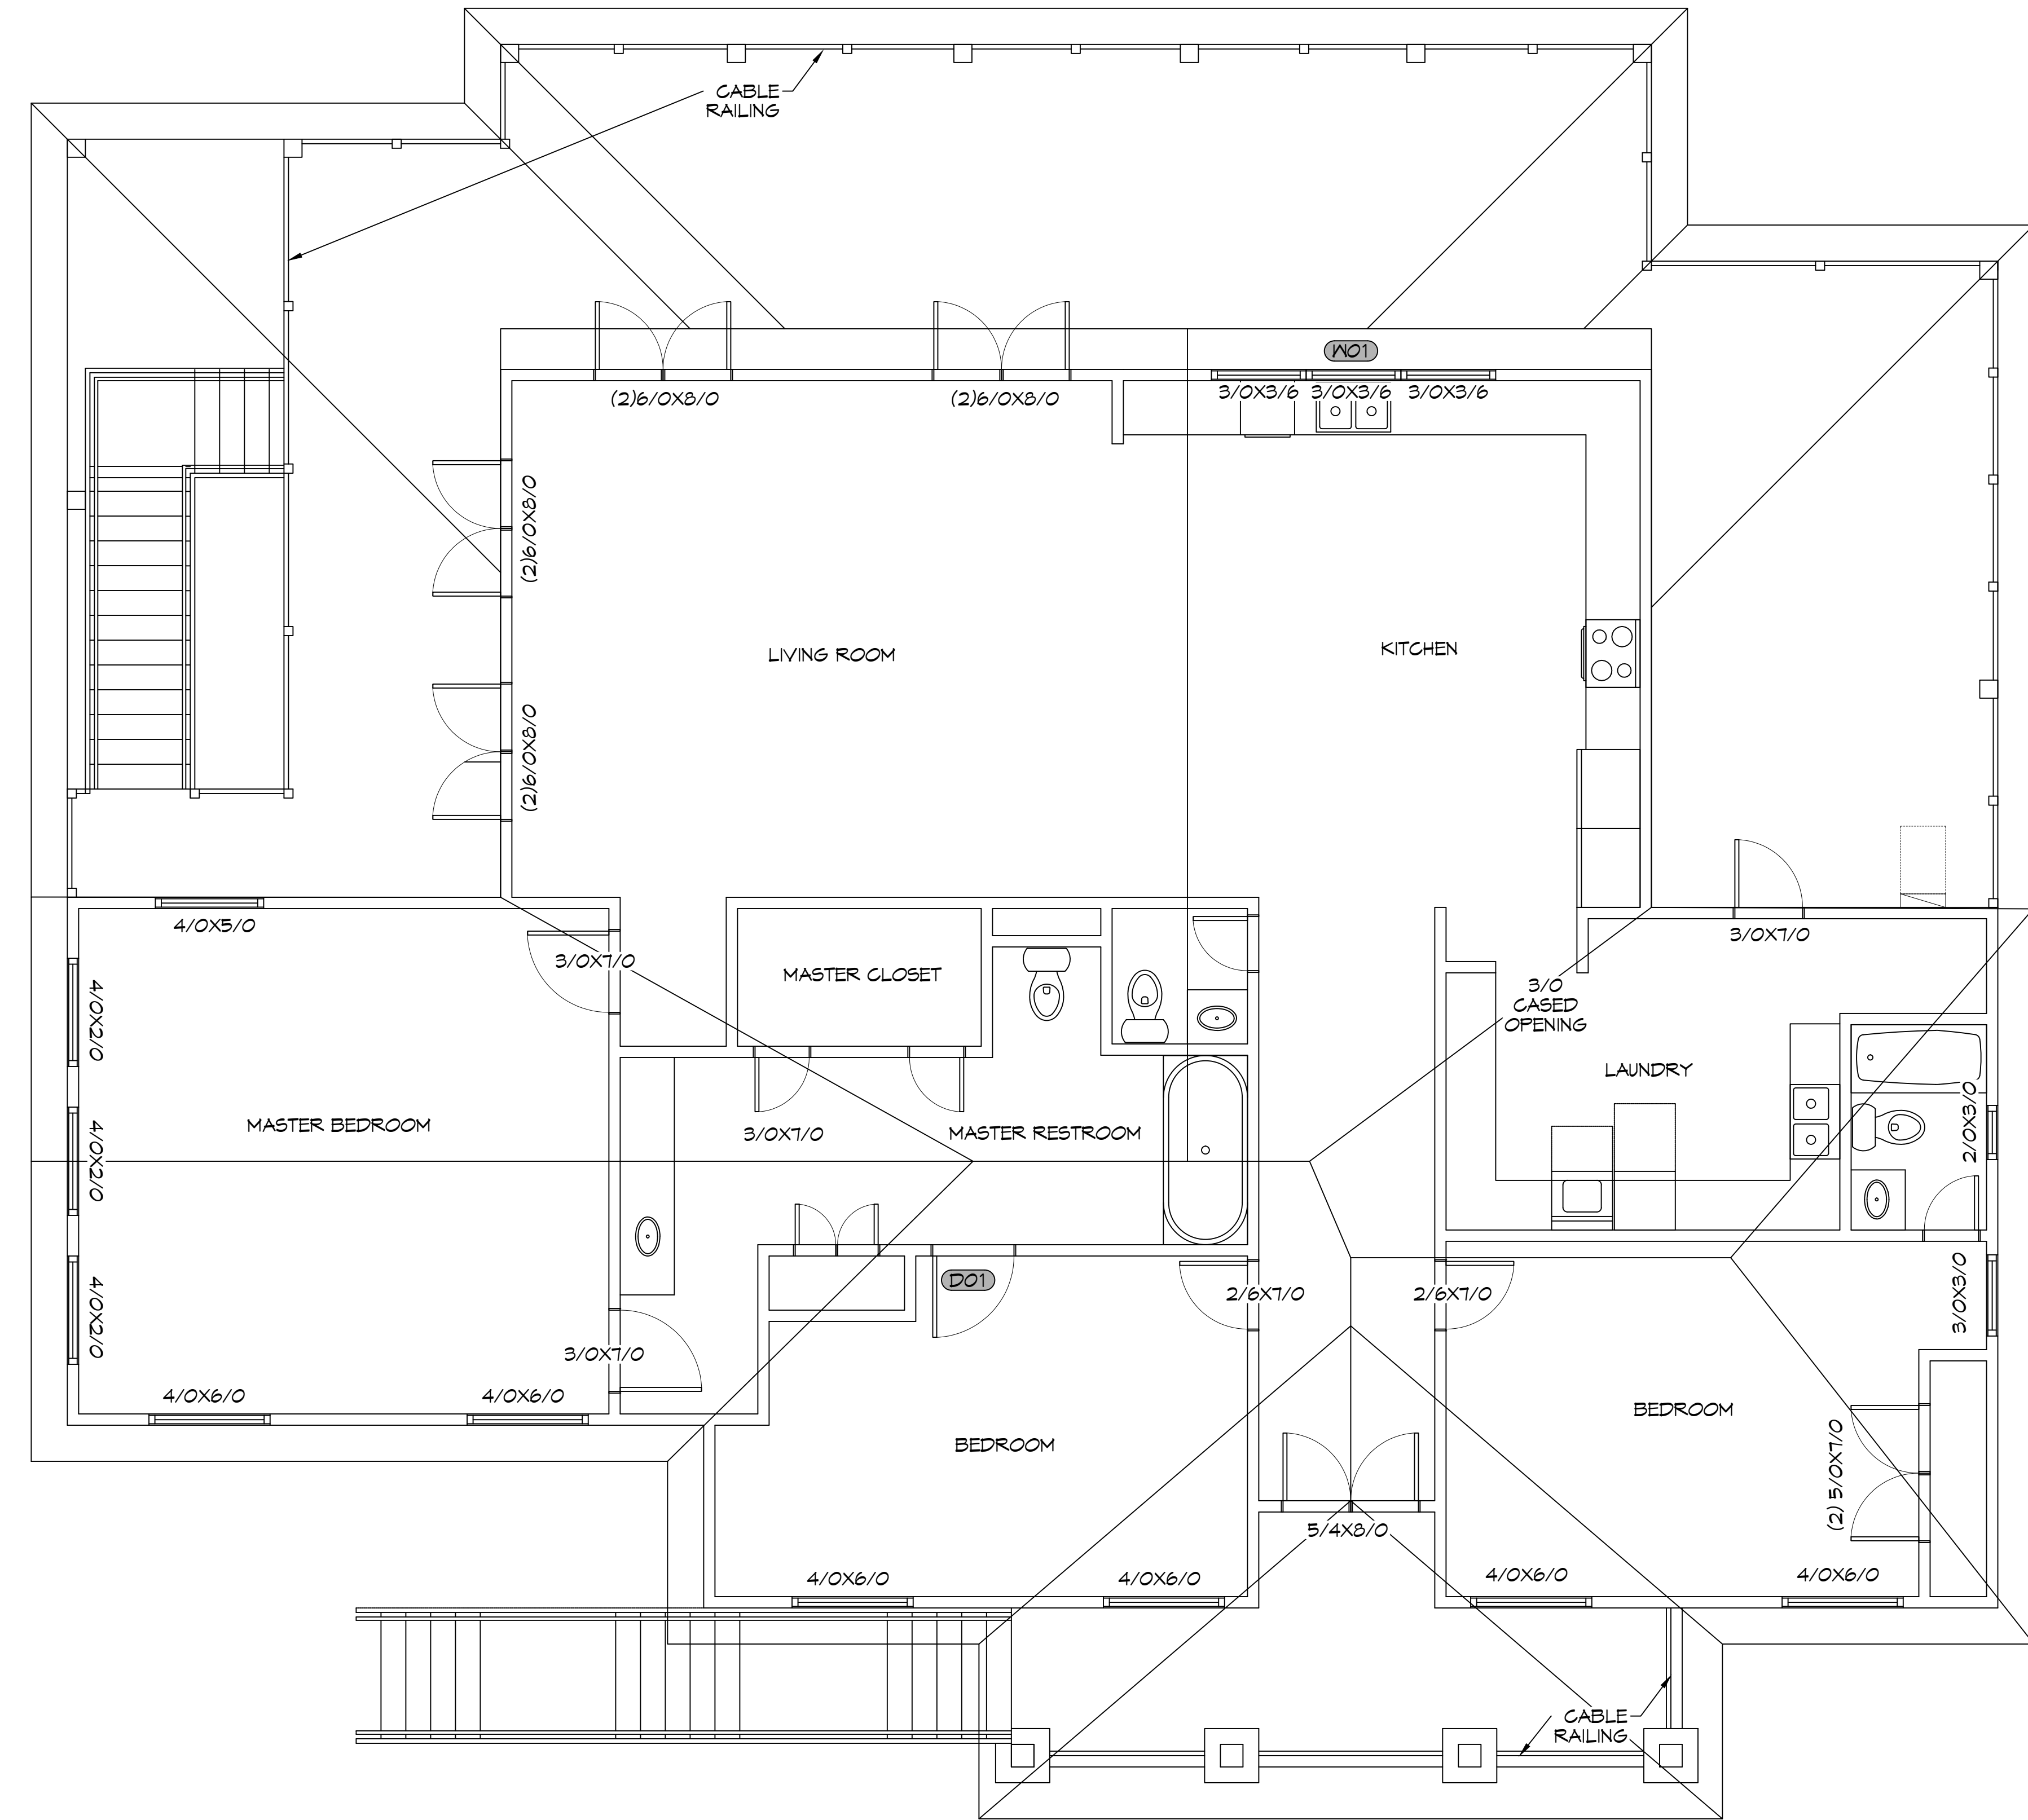 CABLE
RAILING
W01
(2)6/0X8/0
(2)6/0X8/0
3/0X3/6
3/0X3/6
3/0X3/6
(2)6/0X8/0
LIVING ROOM
KITCHEN
(2)6/0X8/0
4/0X5/0
3/0X7/0
3/0X7/0
MASTER CLOSET
3/0
CASED
OPENING
4/0X2/0
LAUNDRY
4/0X2/0
MASTER BEDROOM
3/0X7/0
MASTER RESTROOM
2/0X3/0
4/0X2/0
D01
2/6X7/0
2/6X7/0
3/0X3/0
3/0X7/0
4/0X6/0
4/0X6/0
BEDROOM
BEDROOM
(2) 5/0X7/0
5/4X8/0
4/0X6/0
4/0X6/0
4/0X6/0
4/0X6/0
CABLE
RAILING